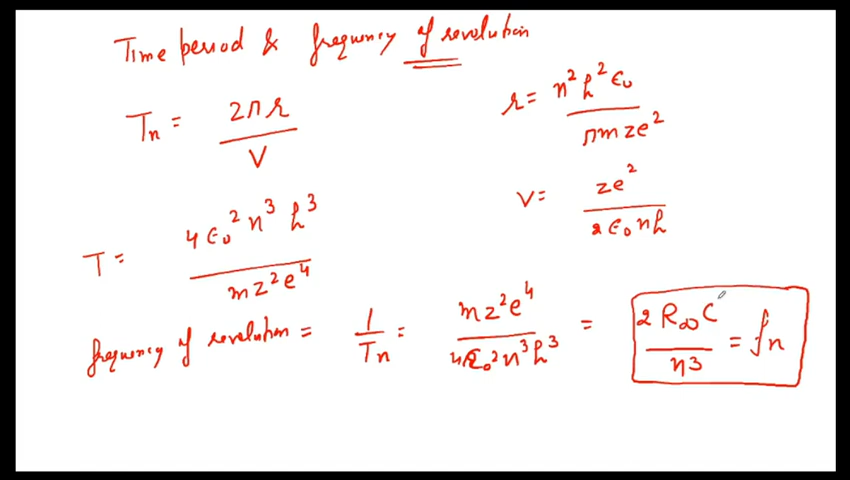 Time period & frequency of revolution
Tn = 2πr / V
r = n²h²ϵ₀ / πmze²
V = ze² / 2ϵ₀nh
T = 4ϵ₀²n³h³ / mz²e⁴
frequency of revolution = 1/Tn = mz²e⁴ / 4ϵ₀²n³h³ = 2R∞C / n³ = fn